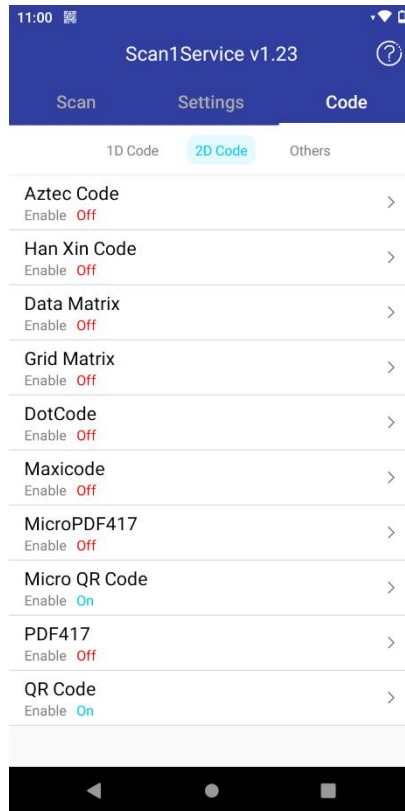 11:00
Scan1Service v1.23 ?
Scan Settings Code
1D Code 2D Code Others
Aztec Code
Enable Off
Han Xin Code
Enable Off
Data Matrix
Enable Off
Grid Matrix
Enable Off
DotCode
Enable Off
Maxicode
Enable Off
MicroPDF417
Enable Off
Micro QR Code
Enable On
PDF417
Enable Off
QR Code
Enable On